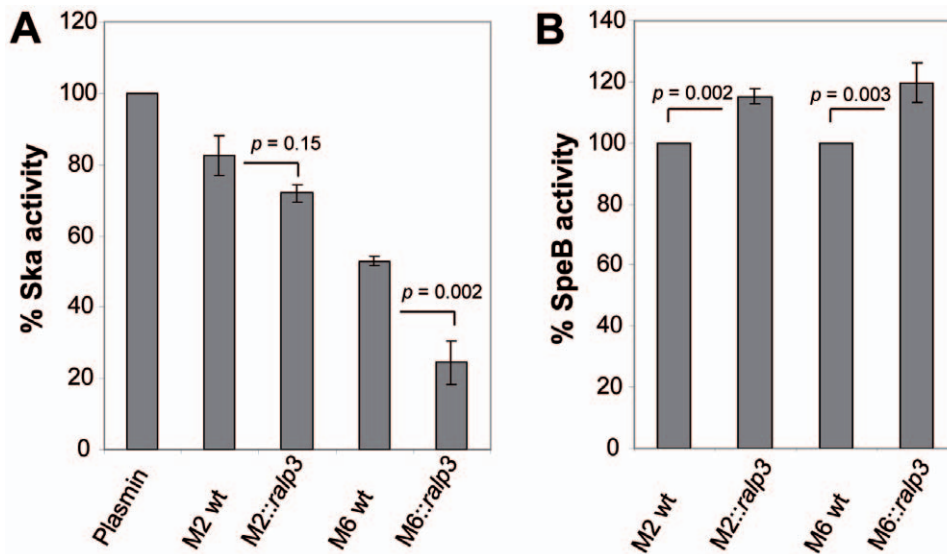 A
% Ska activity
120
100
80
60
40
20
0
p = 0.15
p = 0.002
Plasmin
M2 wt
M2::ralp3
M6 wt
M6::ralp3
B
% SpeB activity
140
120
100
80
60
40
20
0
p = 0.002
p = 0.003
M2 wt
M2::ralp3
M6 wt
M6::ralp3